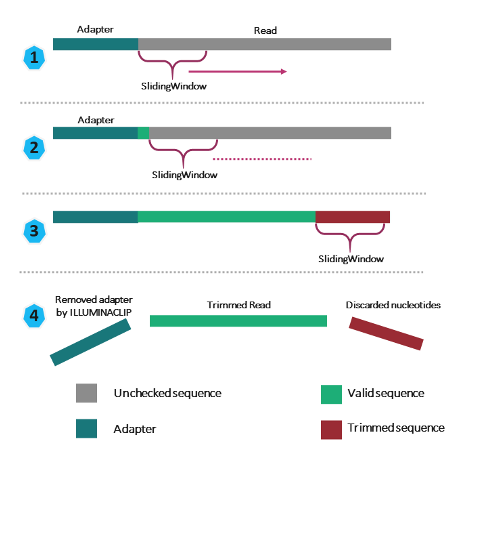 Adapter
Read
1
SlidingWindow
Adapter
2
SlidingWindow
3
SlidingWindow
4
Removed adapter
by ILLUMINACLIP
Trimmed Read
Discarded nucleotides
Unchecked sequence
Valid sequence
Adapter
Trimmed sequence